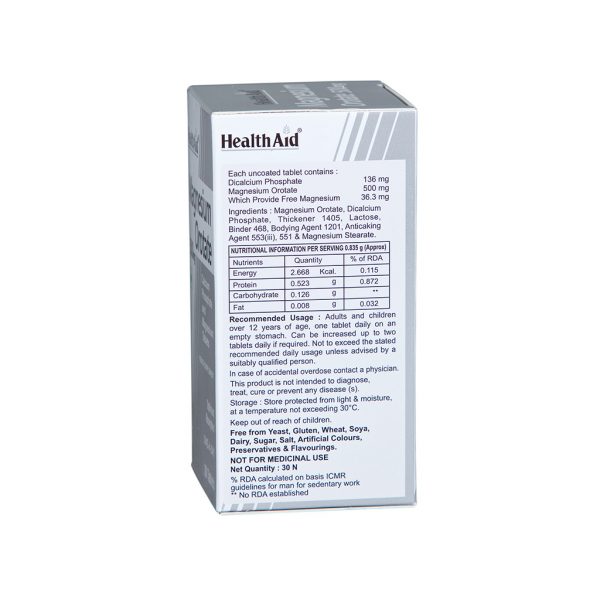 HealthAid®
Each uncoated tablet contains :
Dicalcium Phosphate 136 mg
Magnesium Orotate 500 mg
Which Provide Free Magnesium 36.3 mg
Ingredients : Magnesium Orotate, Dicalcium
Phosphate, Thickener 1405, Lactose,
Binder 468, Bodying Agent 1201, Anticaking
Agent 553(iii), 551 & Magnesium Stearate.
NUTRITIONAL INFORMATION PER SERVING 0.835 g (Approx)
Nutrients Quantity % of RDA
Energy 2.668 Kcal. 0.115
Protein 0.523 g 0.872
Carbohydrate 0.126 g **
Fat 0.008 g 0.032
Recommended Usage : Adults and children
over 12 years of age, one tablet daily on an
empty stomach. Can be increased up to two
tablets daily if required. Not to exceed the stated
recommended daily usage unless advised by a
suitably qualified person.
In case of accidental overdose contact a physician.
This product is not intended to diagnose,
treat, cure or prevent any disease (s).
Storage : Store protected from light & moisture,
at a temperature not exceeding 30°C.
Keep out of reach of children.
Free from Yeast, Gluten, Wheat, Soya,
Dairy, Sugar, Salt, Artificial Colours,
Preservatives & Flavourings.
NOT FOR MEDICINAL USE
Net Quantity : 30 N
% RDA calculated on basis ICMR
guidelines for man for sedentary work
** No RDA established
HealthAid
Magnesium
Orotate